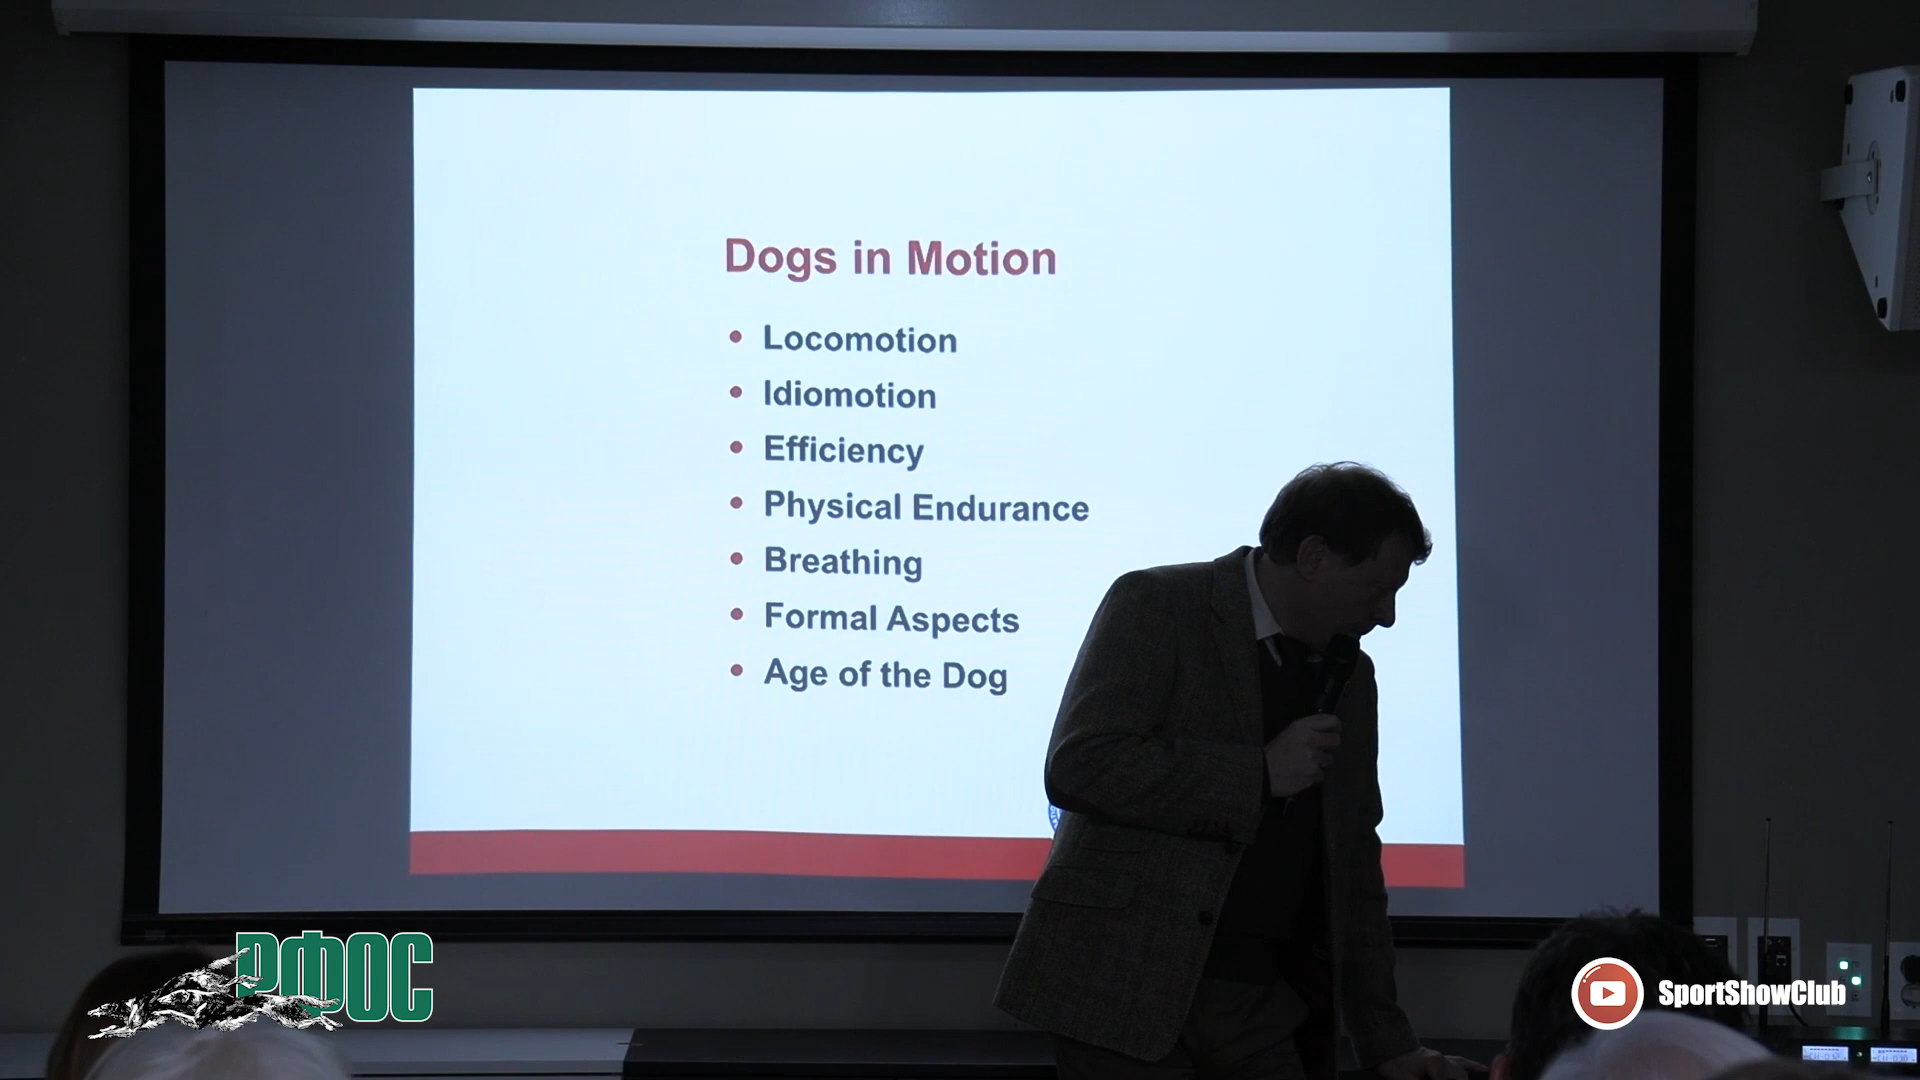 Dogs in Motion
Locomotion
Idiomotion
Efficiency
Physical Endurance
Breathing
Formal Aspects
Age of the Dog
РФОС
SportShowClub